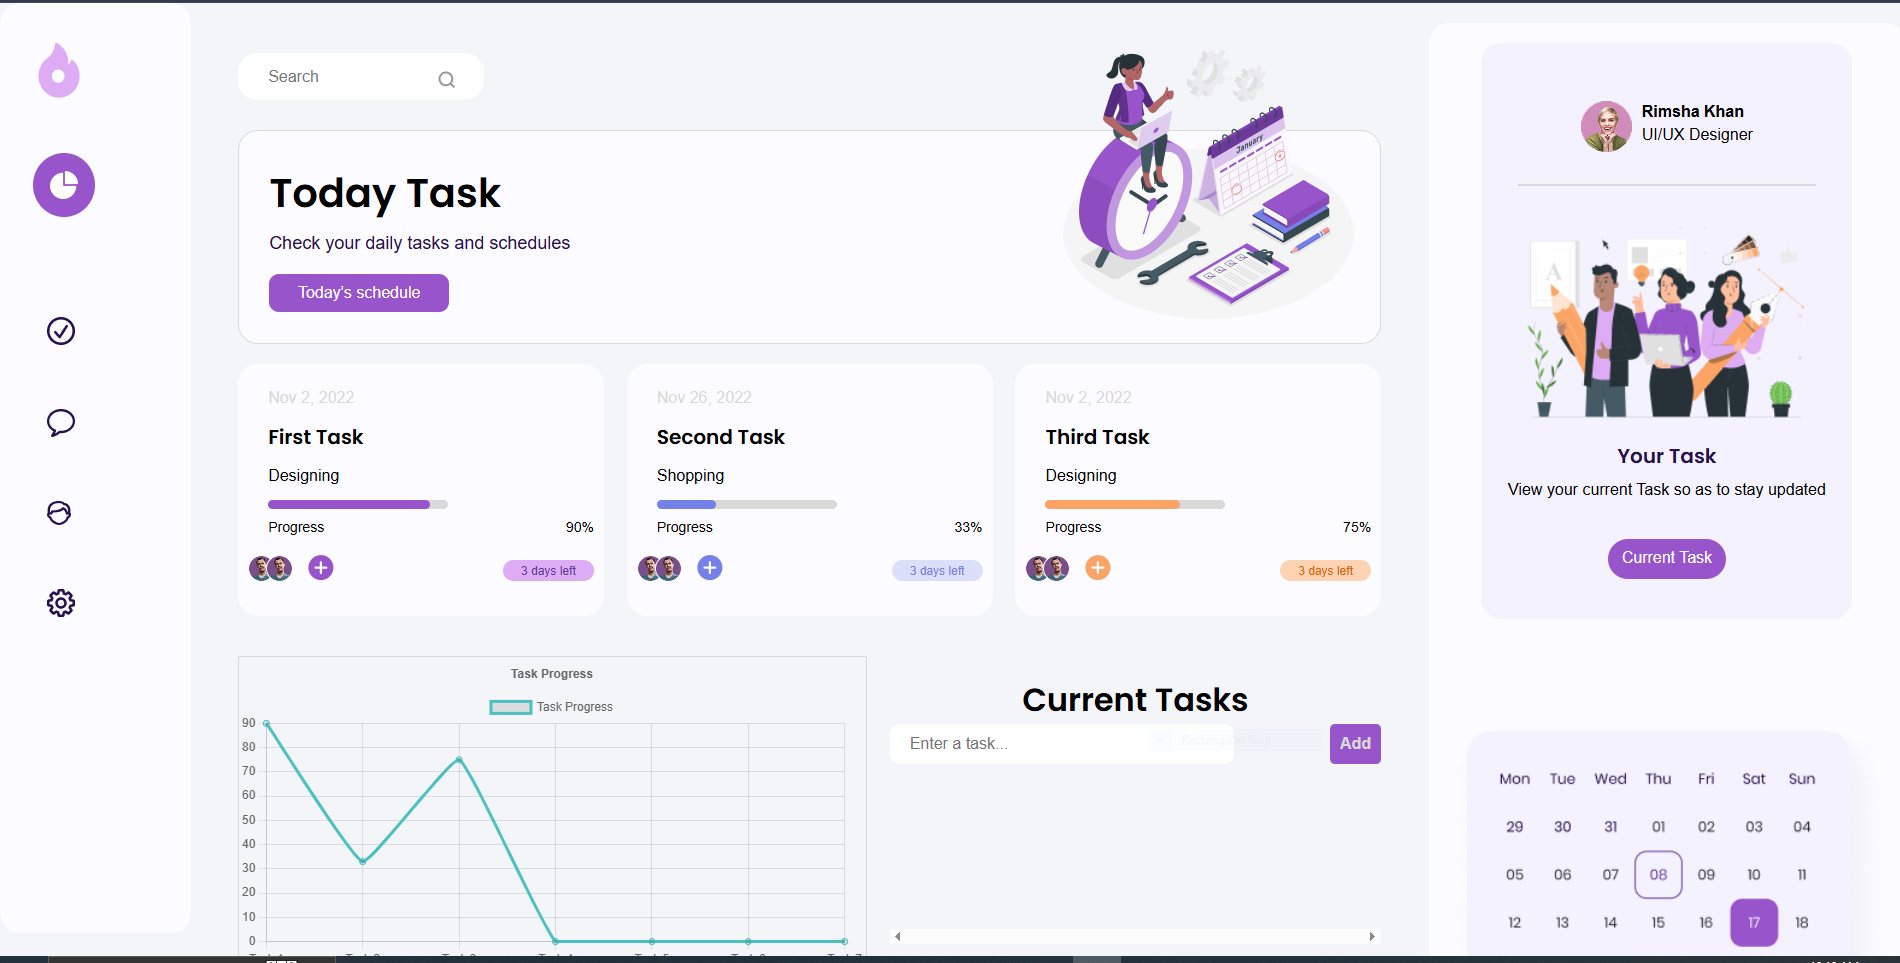 Search
January
Today Task
Check your daily tasks and schedules
Today's schedule
Nov 2, 2022
First Task
Designing
Progress
90%
3 days left
Nov 26, 2022
Second Task
Shopping
Progress
33%
3 days left
Nov 2, 2022
Third Task
Designing
Progress
75%
3 days left
Task Progress
Task Progress
90
80
70
60
50
40
30
20
10
0
Current Tasks
Enter a task...
Rectangular Snip
Add
Rimsha Khan
UI/UX Designer
A
Your Task
View your current Task so as to stay updated
Current Task
Mon Tue Wed Thu Fri Sat Sun
29 30 31 01 02 03 04
05 06 07 08 09 10 11
12 13 14 15 16 17 18